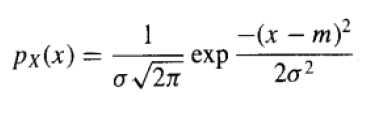 p_X(x) = \frac{1}{\sigma\sqrt{2\pi}} \exp \frac{-(x - m)^2}{2\sigma^2}